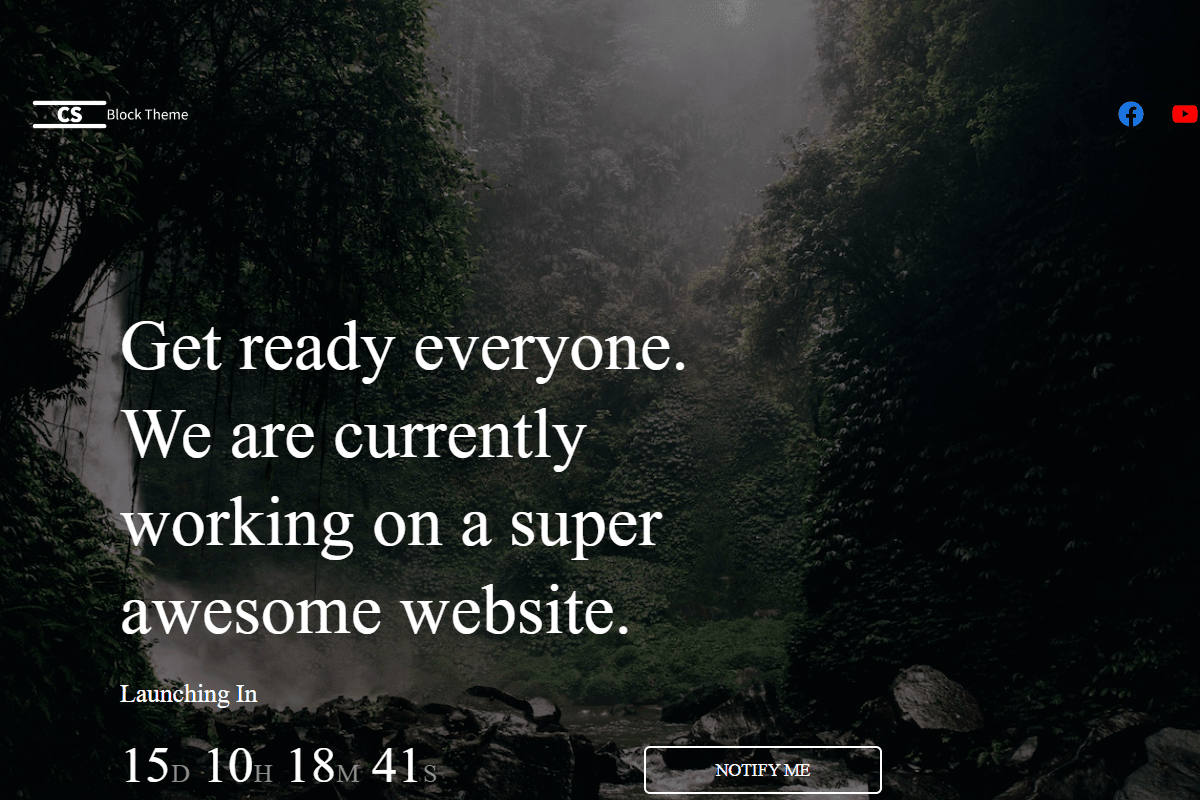 CS Block Theme
Get ready everyone.
We are currently
working on a super
awesome website.
Launching In
15D 10H 18M 41S
NOTIFY ME